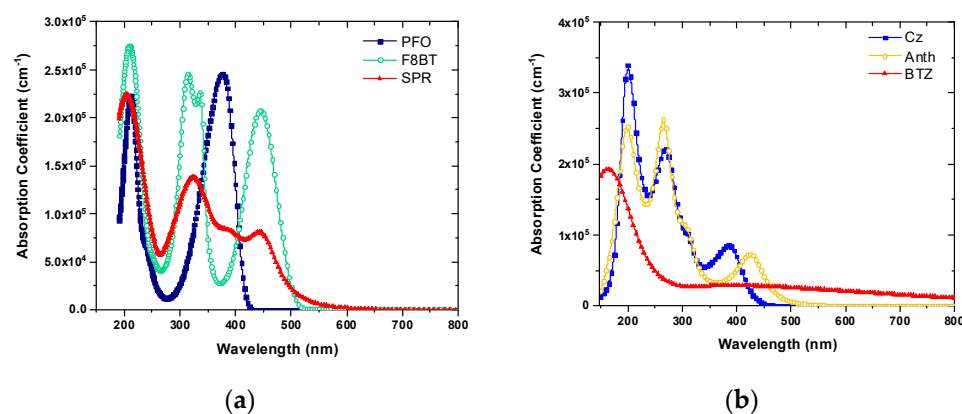 3.0x10⁵
2.5x10⁵
2.0x10⁵
1.5x10⁵
1.0x10⁵
5.0x10⁴
0.0
Absorption Coefficient (cm⁻¹)
PFO
F8BT
SPR
200 300 400 500 600 700 800
Wavelength (nm)
(a)
4x10⁵
3x10⁵
2x10⁵
1x10⁵
0
Absorption Coefficient (cm⁻¹)
Cz
Anth
BTZ
200 300 400 500 600 700 800
Wavelength (nm)
(b)